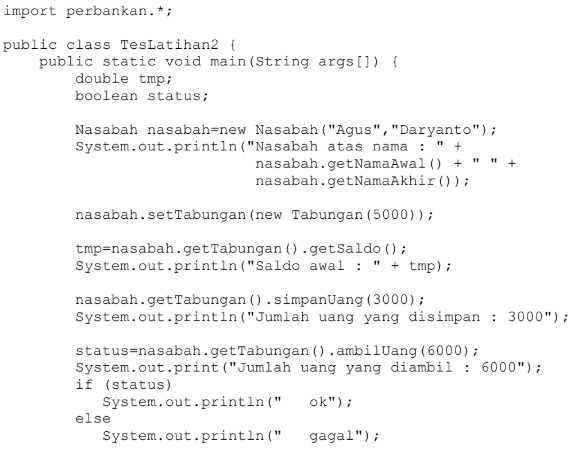 import perbankan.*;
public class TesLatihan2 {
public static void main(String args[]) {
double tmp;
boolean status;
Nasabah nasabah=new Nasabah("Agus","Daryanto");
System.out.println("Nasabah atas nama : " +
nasabah.getNamaAwal() + " " +
nasabah.getNamaAkhir());
nasabah.setTabungan(new Tabungan(5000));
tmp=nasabah.getTabungan().getSaldo();
System.out.println("Saldo awal : " + tmp);
nasabah.getTabungan().simpanUang(3000);
System.out.println("Jumlah uang yang disimpan : 3000");
status=nasabah.getTabungan().ambilUang(6000);
System.out.print("Jumlah uang yang diambil : 6000");
if (status)
System.out.println("   ok");
else
System.out.println("   gagal");